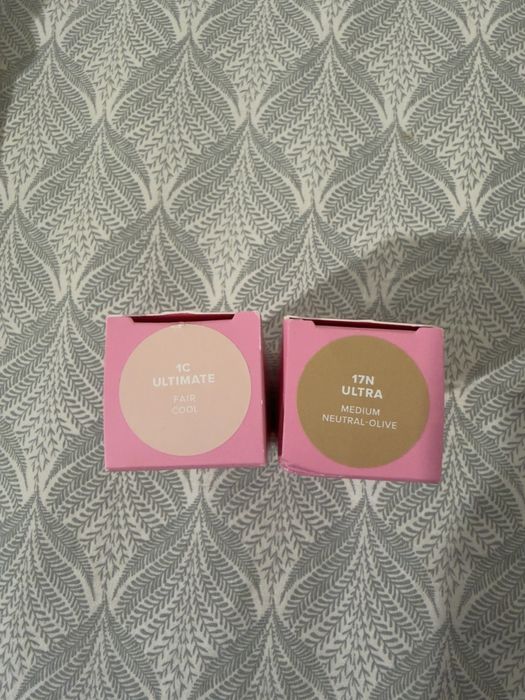 1C
ULTIMATE
FAIR
COOL
17N
ULTRA
MEDIUM
NEUTRAL-OLIVE